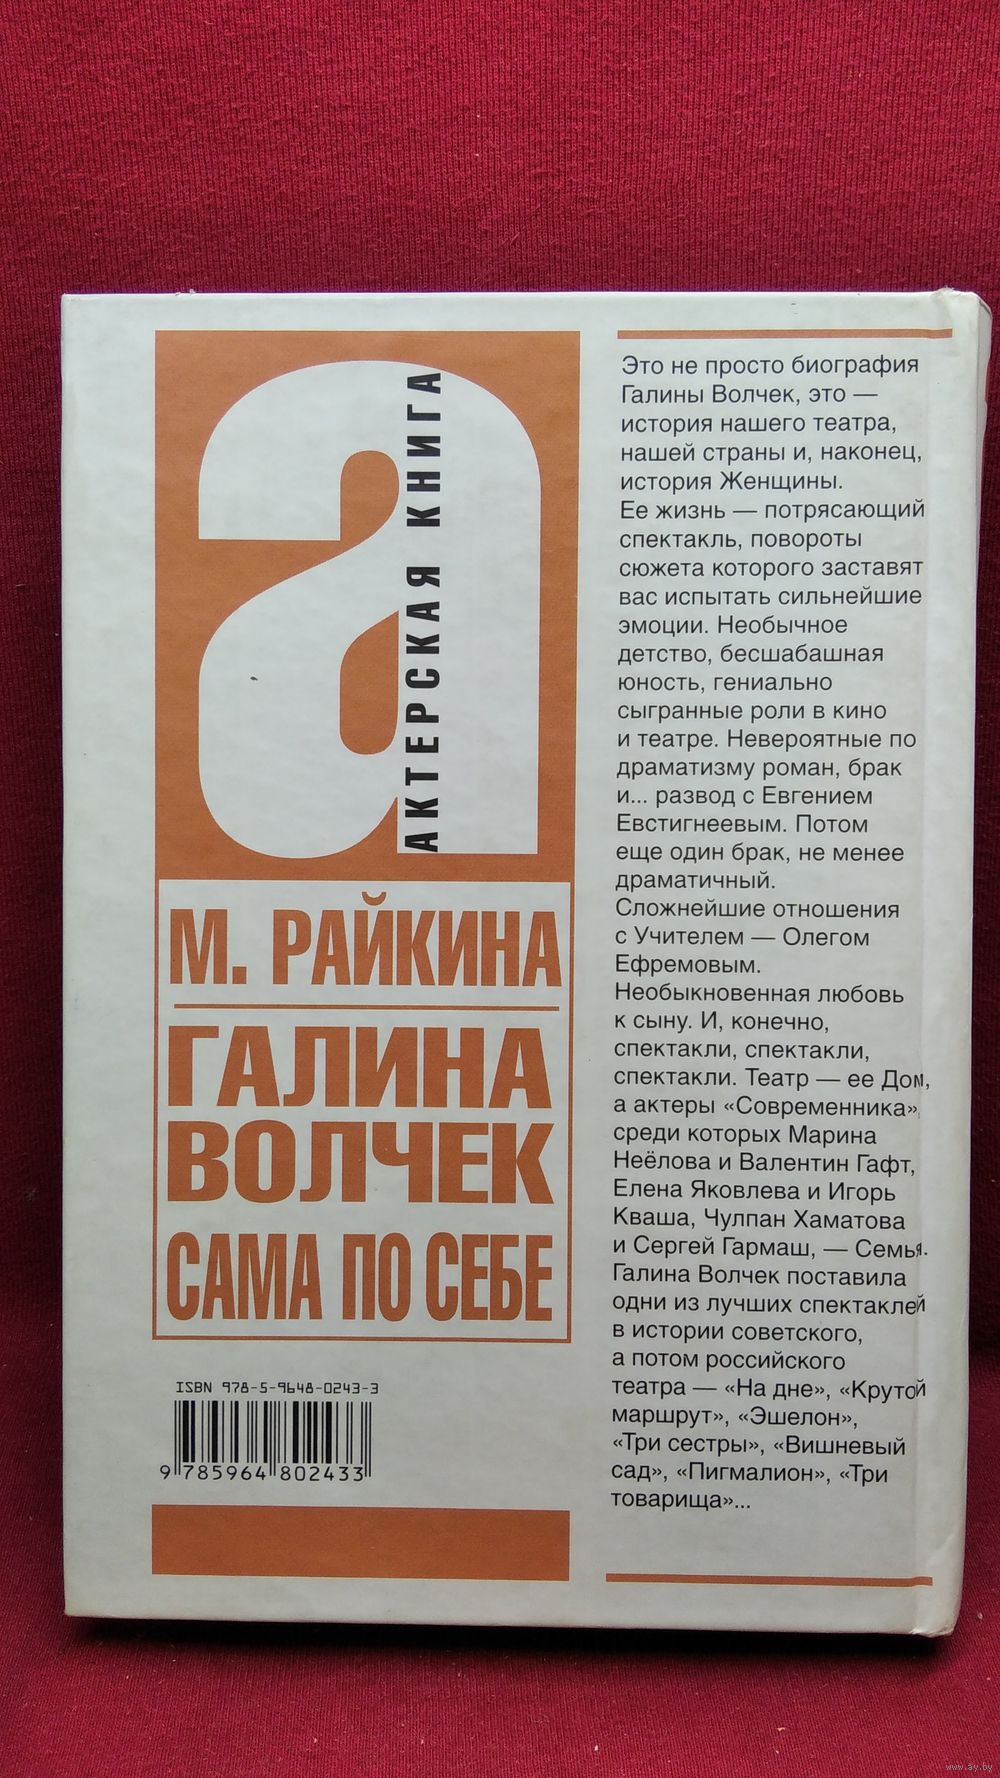 а
АКТЕРСКАЯ КНИГА
М. РАЙКИНА
ГАЛИНА
ВОЛЧЕК
САМА ПО СЕБЕ
ISBN 978-5-9648-0243-3
9 785964 802433
Это не просто биография
Галины Волчек, это —
история нашего театра,
нашей страны и, наконец,
история Женщины.
Ее жизнь — потрясающий
спектакль, повороты
сюжета которого заставят
вас испытать сильнейшие
эмоции. Необычное
детство, бесшабашная
юность, гениально
сыгранные роли в кино
и театре. Невероятные по
драматизму роман, брак
и... развод с Евгением
Евстигнеевым. Потом
еще один брак, не менее
драматичный.
Сложнейшие отношения
с Учителем — Олегом
Ефремовым.
Необыкновенная любовь
к сыну. И, конечно,
спектакли, спектакли,
спектакли. Театр — ее Дом,
а актеры «Современника»,
среди которых Марина
Неёлова и Валентин Гафт,
Елена Яковлева и Игорь
Кваша, Чулпан Хаматова
и Сергей Гармаш, — Семья.
Галина Волчек поставила
одни из лучших спектаклей
в истории советского,
а потом российского
театра — «На дне», «Крутой
маршрут», «Эшелон»,
«Три сестры», «Вишневый
сад», «Пигмалион», «Три
товарища»...
www.ay.by